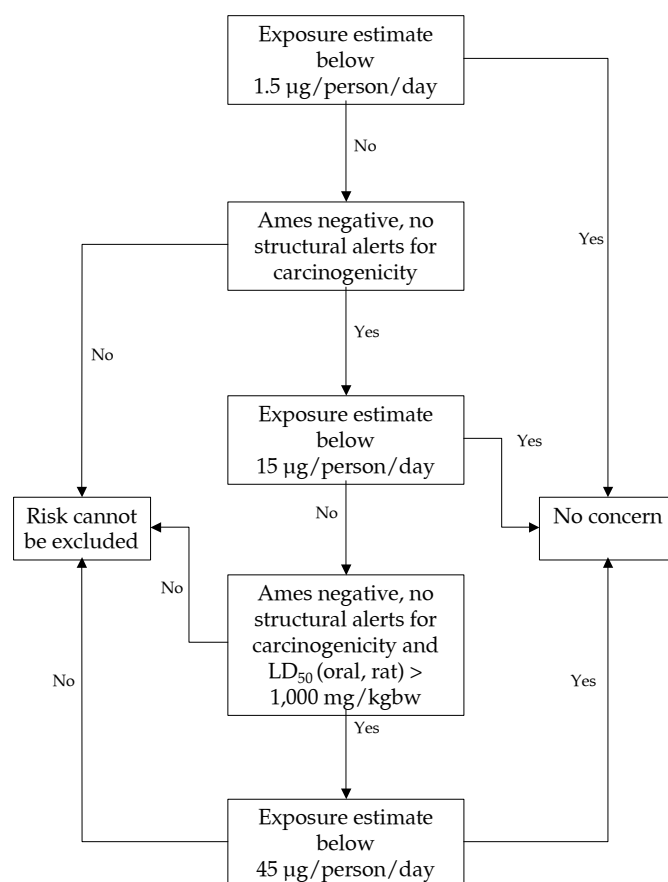 Exposure estimate
below
1.5 µg/person/day
No
Yes
Ames negative, no
structural alerts for
carcinogenicity
No
Yes
Exposure estimate
below
15 µg/person/day
Yes
Risk cannot
be excluded
No
No concern
No
Ames negative, no
structural alerts for
carcinogenicity and
LD50 (oral, rat) >
1,000 mg/kgbw
No
Yes
Yes
Exposure estimate
below
45 µg/person/day